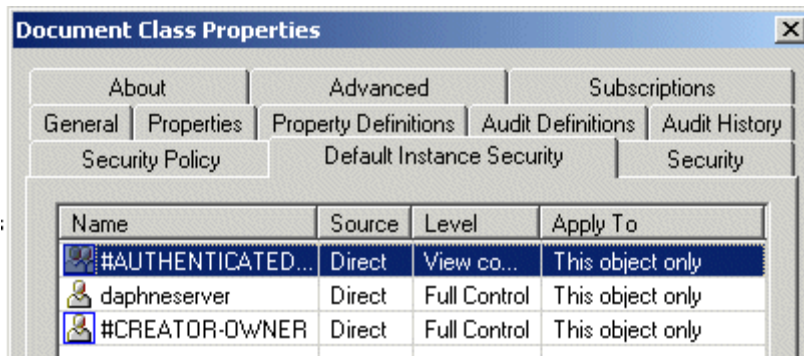 Document Class Properties
About Advanced Subscriptions
General Properties Property Definitions Audit Definitions Audit History
Security Policy Default Instance Security Security
Name Source Level Apply To
#AUTHENTICATED... Direct View co... This object only
daphneserver Direct Full Control This object only
#CREATOR-OWNER Direct Full Control This object only